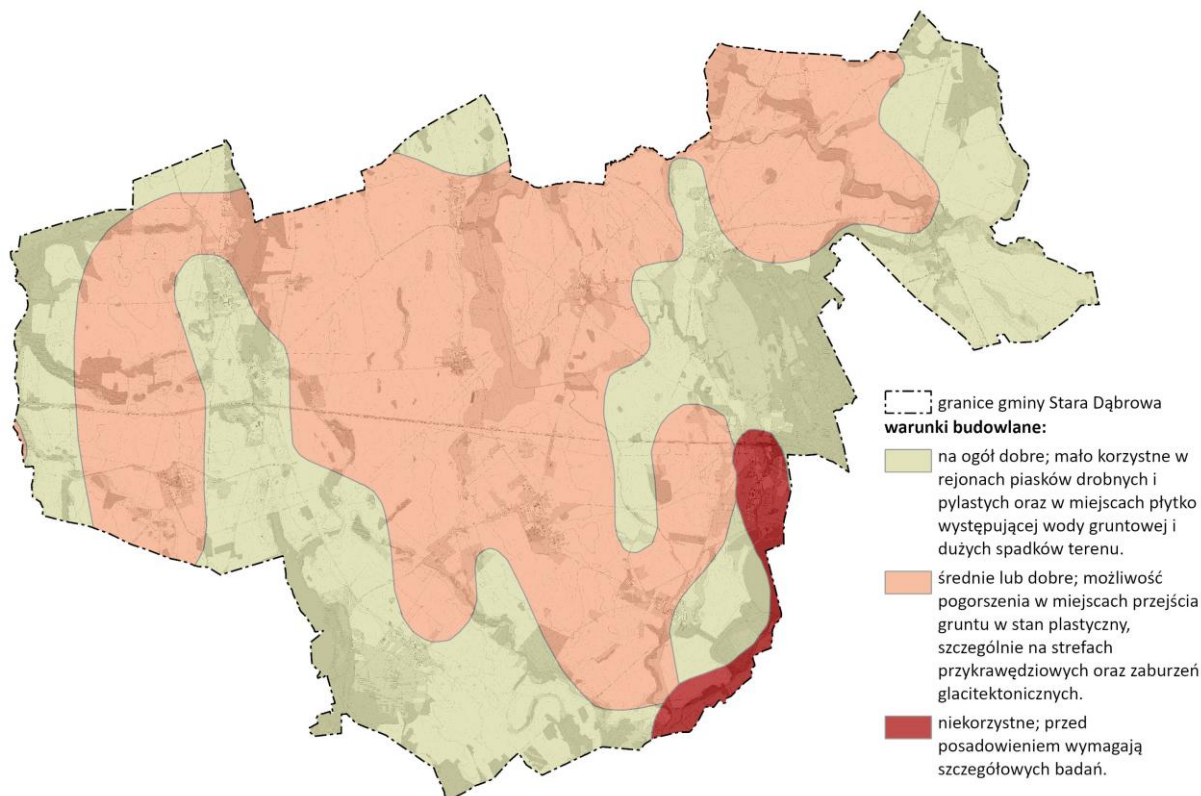 granice gminy Stara Dąbrowa
warunki budowlane:
na ogół dobre; mało korzystne w
rejonach piasków drobnych i
pylastych oraz w miejscach płytko
występującej wody gruntowej i
dużych spadków terenu.
średnie lub dobre; możliwość
pogorszenia w miejscach przejścia
gruntu w stan plastyczny,
szczególnie na strefach
przykrawędziowych oraz zaburzeń
glacitektonicznych.
niekorzystne; przed
posadowieniem wymagają
szczegółowych badań.